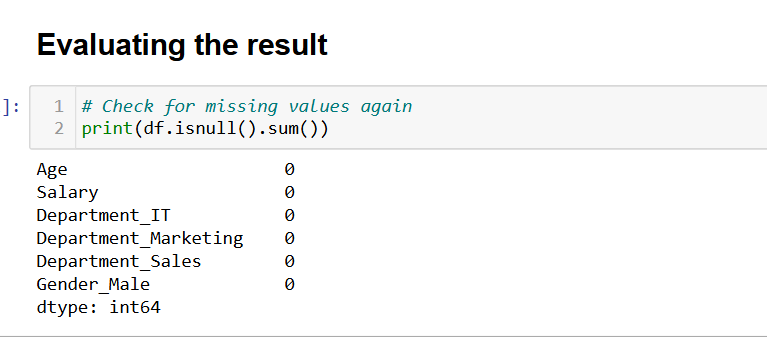 Evaluating the result
]:
1 # Check for missing values again
2 print(df.isnull().sum())
Age 0
Salary 0
Department_IT 0
Department_Marketing 0
Department_Sales 0
Gender_Male 0
dtype: int64